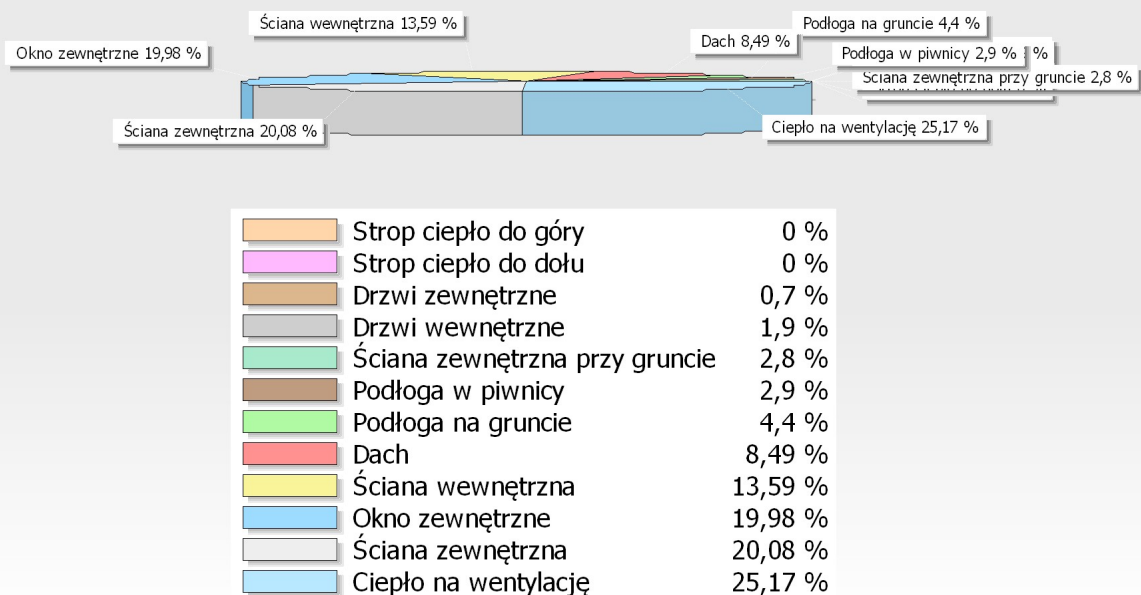 Ściana wewnętrzna 13,59 %
Podłoga na gruncie 4,4 %
Dach 8,49 %
Okno zewnętrzne 19,98 %
Podłoga w piwnicy 2,9 %
%
Ściana zewnętrzna przy gruncie 2,8 %
Ściana zewnętrzna 20,08 %
Ciepło na wentylację 25,17 %
Strop ciepło do góry 0 %
Strop ciepło do dołu 0 %
Drzwi zewnętrzne 0,7 %
Drzwi wewnętrzne 1,9 %
Ściana zewnętrzna przy gruncie 2,8 %
Podłoga w piwnicy 2,9 %
Podłoga na gruncie 4,4 %
Dach 8,49 %
Ściana wewnętrzna 13,59 %
Okno zewnętrzne 19,98 %
Ściana zewnętrzna 20,08 %
Ciepło na wentylację 25,17 %